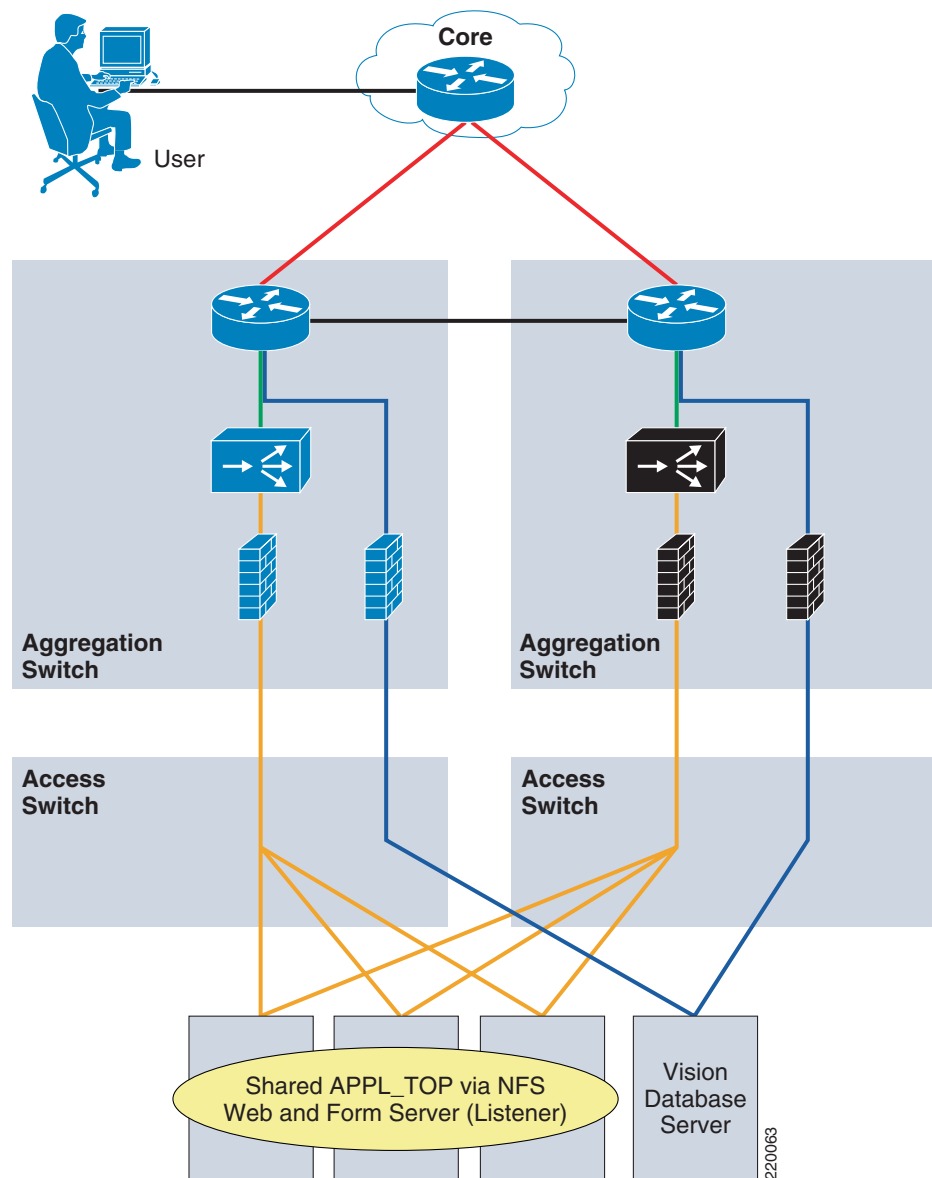 Core
User
Aggregation
Switch
Aggregation
Switch
Access
Switch
Access
Switch
Shared APPL_TOP via NFS
Web and Form Server (Listener)
Vision
Database
Server
220063